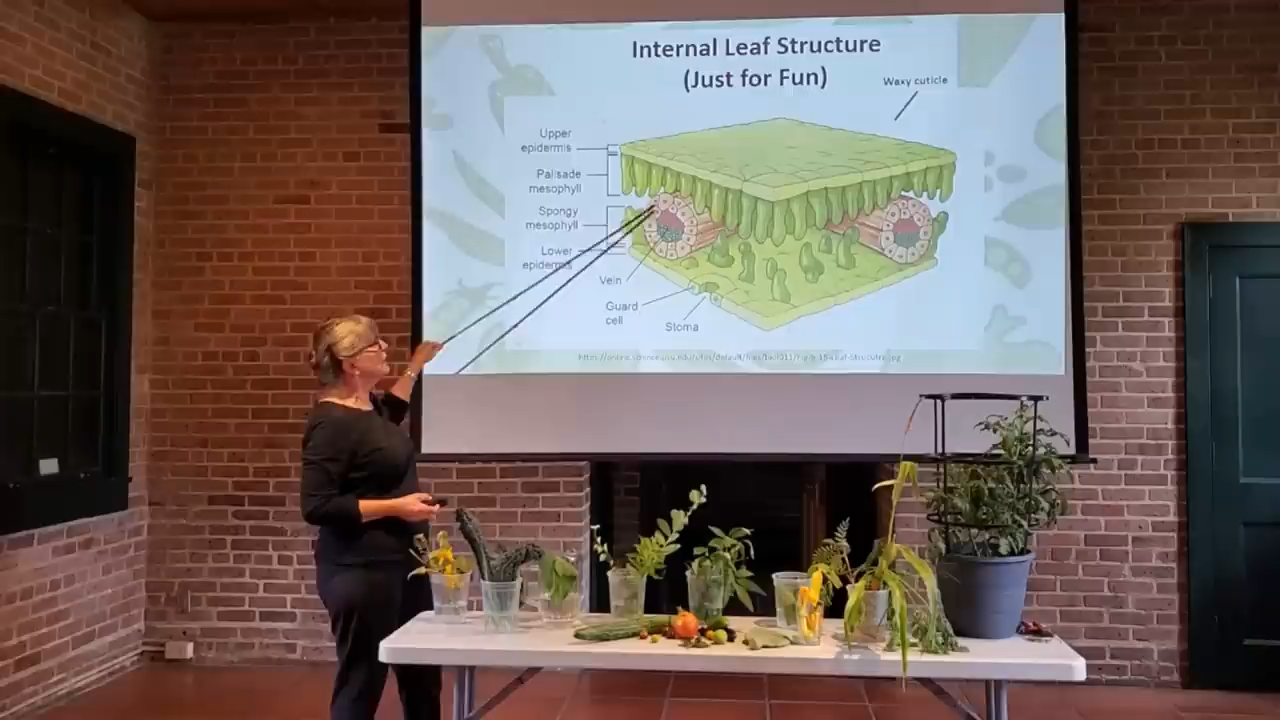 Internal Leaf Structure
(Just for Fun)
Waxy cuticle
Upper
epidermis
Palisade
mesophyll
Spongy
mesophyll
Lower
epidermis
Vein
Guard
cell
Stoma